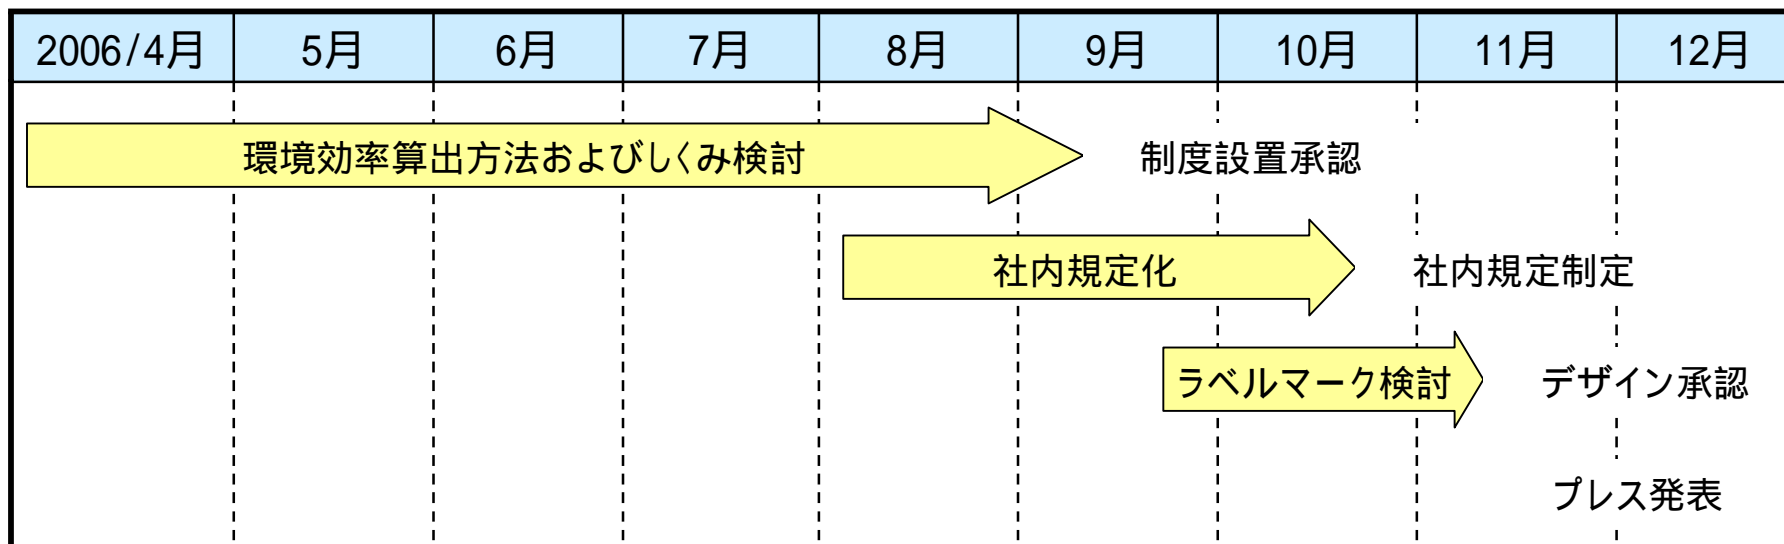 2006/4月 5月 6月 7月 8月 9月 10月 11月 12月
環境効率算出方法およびしくみ検討 制度設置承認
社内規定化 社内規定制定
ラベルマーク検討 デザイン承認
プレス発表